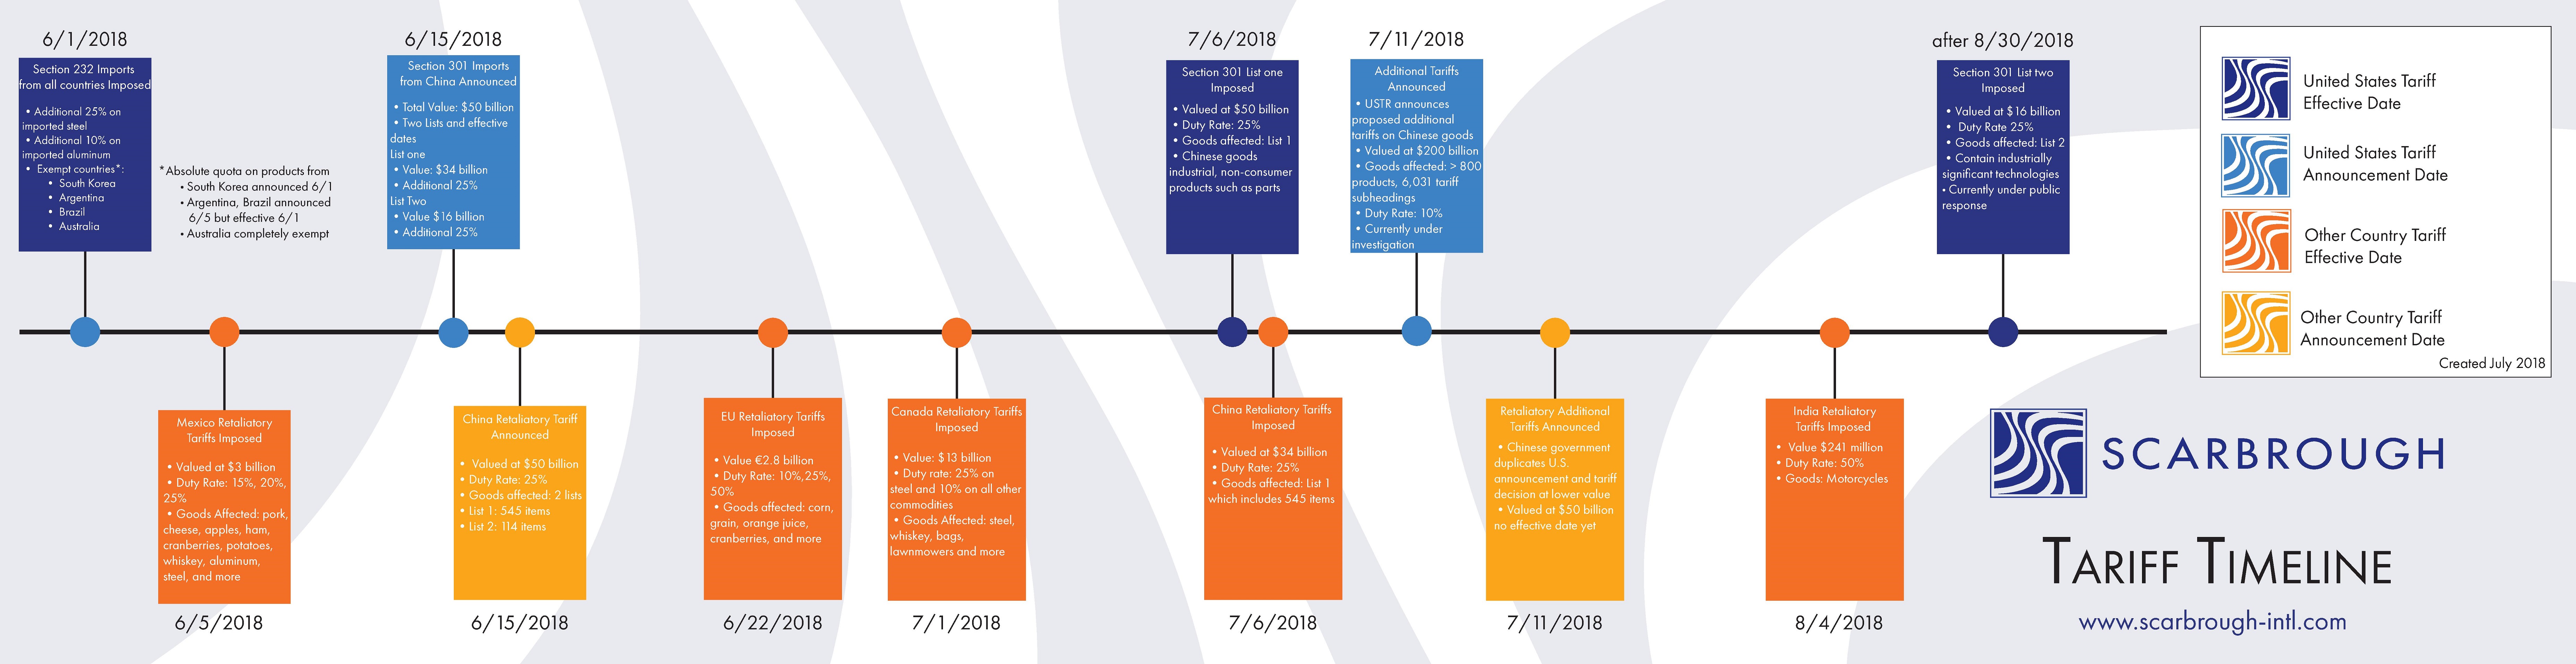 6/1/2018
Section 232 Imports
from all countries Imposed
• Additional 25% on
imported steel
• Additional 10% on
imported aluminum
• Exempt countries*:
• South Korea
• Argentina
• Brazil
• Australia
*Absolute quota on products from
• South Korea announced 6/1
• Argentina, Brazil announced
6/5 but effective 6/1
• Australia completely exempt
6/15/2018
Section 301 Imports
from China Announced
• Total Value: $50 billion
• Two Lists and effective
dates
List one
• Value: $34 billion
• Additional 25%
List Two
• Value $16 billion
• Additional 25%
7/6/2018
Section 301 List one
Imposed
• Valued at $50 billion
• Duty Rate: 25%
• Goods affected: List 1
• Chinese goods
industrial, non-consumer
products such as parts
7/11/2018
Additional Tariffs
Announced
• USTR announces
proposed additional
tariffs on Chinese goods
• Valued at $200 billion
• Goods affected: > 800
products, 6,031 tariff
subheadings
• Duty Rate: 10%
• Currently under
investigation
after 8/30/2018
Section 301 List two
Imposed
• Valued at $16 billion
• Duty Rate 25%
• Goods affected: List 2
• Contain industrially
significant technologies
• Currently under public
response
United States Tariff
Effective Date
United States Tariff
Announcement Date
Other Country Tariff
Effective Date
Other Country Tariff
Announcement Date
Created July 2018
Mexico Retaliatory
Tariffs Imposed
• Valued at $3 billion
• Duty Rate: 15%, 20%,
25%
• Goods Affected: pork,
cheese, apples, ham,
cranberries, potatoes,
whiskey, aluminum,
steel, and more
6/5/2018
China Retaliatory Tariff
Announced
• Valued at $50 billion
• Duty Rate: 25%
• Goods affected: 2 lists
• List 1: 545 items
• List 2: 114 items
6/15/2018
EU Retaliatory Tariffs
Imposed
• Value €2.8 billion
• Duty Rate: 10%,25%,
50%
• Goods affected: corn,
grain, orange juice,
cranberries, and more
6/22/2018
Canada Retaliatory Tariffs
Imposed
• Value: $13 billion
• Duty rate: 25% on
steel and 10% on all other
commodities
• Goods Affected: steel,
whiskey, bags,
lawnmowers and more
7/1/2018
China Retaliatory Tariffs
Imposed
• Valued at $34 billion
• Duty Rate: 25%
• Goods affected: List 1
which includes 545 items
7/6/2018
Retaliatory Additional
Tariffs Announced
• Chinese government
duplicates U.S.
announcement and tariff
decision at lower value
• Valued at $50 billion
no effective date yet
7/11/2018
India Retaliatory
Tariffs Imposed
• Value $241 million
• Duty Rate: 50%
• Goods: Motorcycles
8/4/2018
SCARBROUGH
TARIFF TIMELINE
www.scarbrough-intl.com